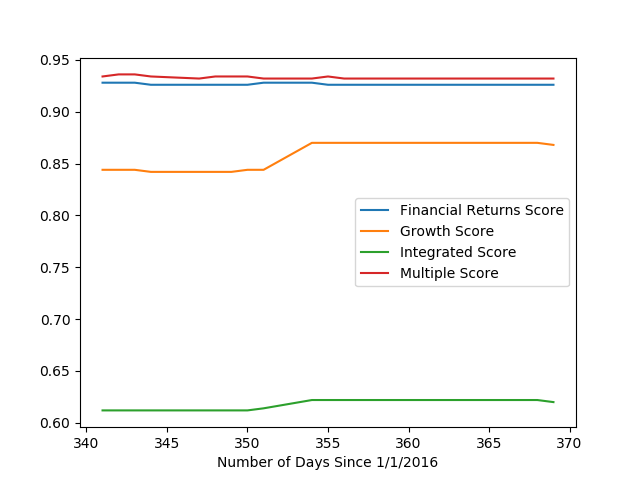 0.95
0.90
0.85
0.80
0.75
0.70
0.65
0.60
Financial Returns Score
Growth Score
Integrated Score
Multiple Score
340 345 350 355 360 365 370
Number of Days Since 1/1/2016